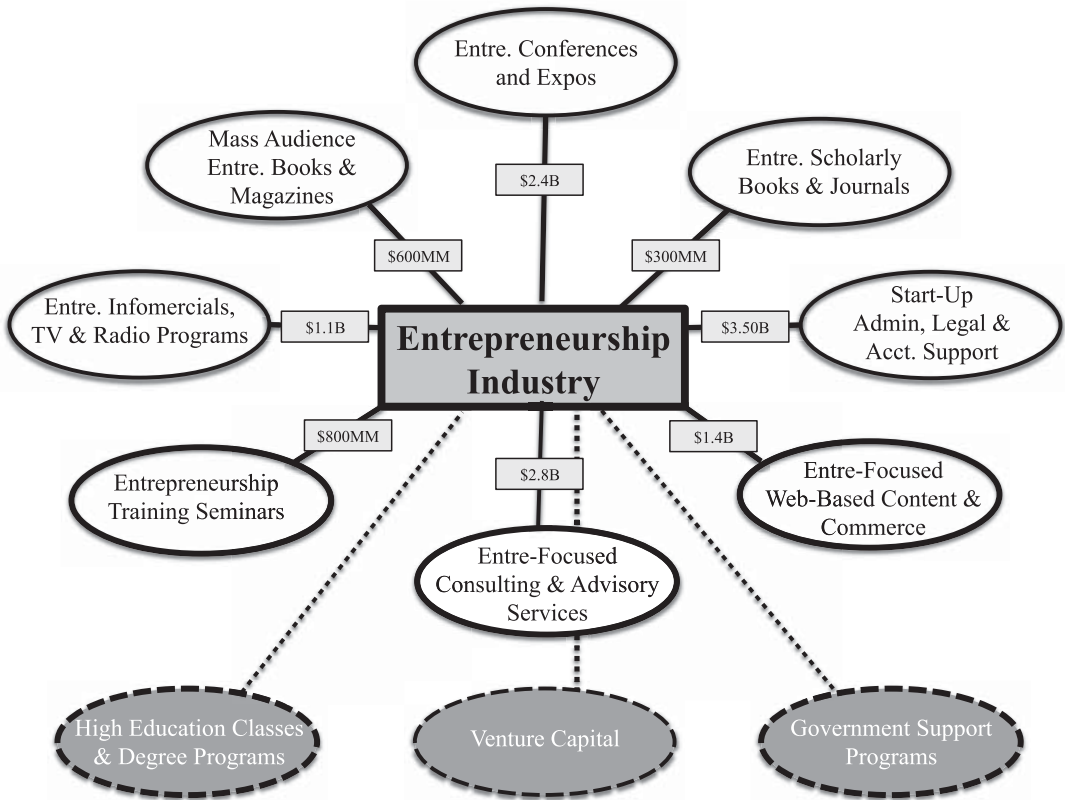 Entre. Conferences
and Expos
Mass Audience
Entre. Books &
Magazines
Entre. Scholarly
Books & Journals
$2.4B
$600MM
$300MM
Entre. Infomercials,
TV & Radio Programs
$1.1B
Entrepreneurship
Industry
$3.50B
Start-Up
Admin, Legal &
Acct. Support
$800MM
$1.4B
$2.8B
Entrepreneurship
Training Seminars
Entre-Focused
Web-Based Content &
Commerce
Entre-Focused
Consulting & Advisory
Services
High Education Classes
& Degree Programs
Venture Capital
Government Support
Programs